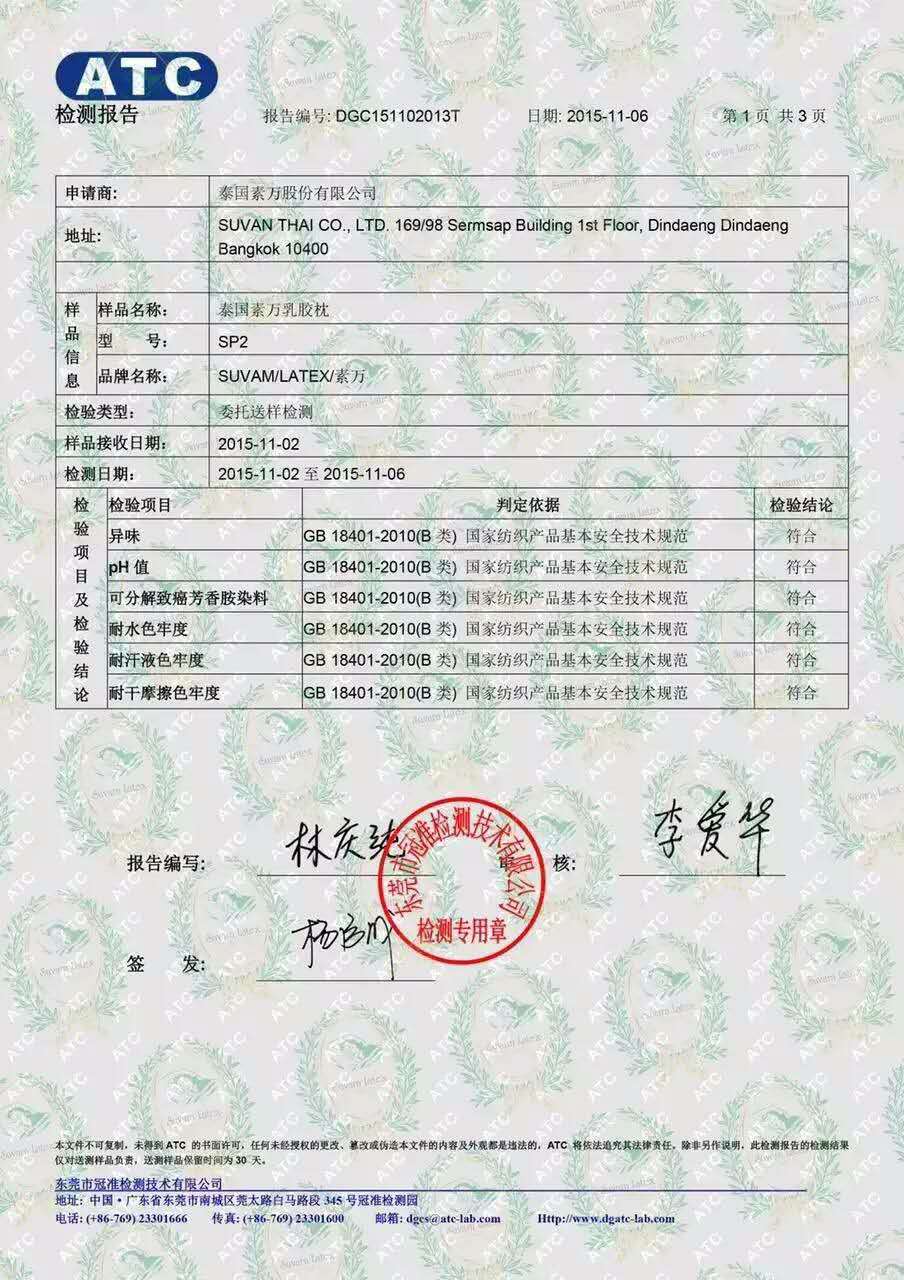 ATC
检测报告 报告编号: DGC151102013T 日期: 2015-11-06 第 1 页 共 3 页
申请商: 泰国素万股份有限公司
地址: SUVAN THAI CO., LTD. 169/98 Sermsap Building 1st Floor, Dindaeng Dindaeng
Bangkok 10400
样品信息
样品名称: 泰国素万乳胶枕
型 号: SP2
品牌名称: SUVAM/LATEX/素万
检验类型: 委托送样检测
样品接收日期: 2015-11-02
检测日期: 2015-11-02 至 2015-11-06
检验项目及检验结论
检验项目 判定依据 检验结论
异味 GB 18401-2010(B 类) 国家纺织产品基本安全技术规范 符合
pH 值 GB 18401-2010(B 类) 国家纺织产品基本安全技术规范 符合
可分解致癌芳香胺染料 GB 18401-2010(B 类) 国家纺织产品基本安全技术规范 符合
耐水色牢度 GB 18401-2010(B 类) 国家纺织产品基本安全技术规范 符合
耐汗液色牢度 GB 18401-2010(B 类) 国家纺织产品基本安全技术规范 符合
耐干摩擦色牢度 GB 18401-2010(B 类) 国家纺织产品基本安全技术规范 符合
报告编写: 林庆 核: 李爱华
东莞市冠准检测技术有限公司
检测专用章
签 发: 杨
本文件不可复制，未得到 ATC 的书面许可，任何未经授权的更改、篡改或伪造本文件的内容及外观都是违法的，ATC 将依法追究其法律责任。除非另作说明，此检测报告的检测结果
仅对送测样品负责，送测样品保留时间为 30 天。
东莞市冠准检测技术有限公司
地址: 中国·广东省东莞市南城区莞太路白马路段 345 号冠准检测园
电话: (+86-769) 23301666 传真: (+86-769) 23301600 邮箱: dgcs@atc-lab.com Http://www.dgatc-lab.com